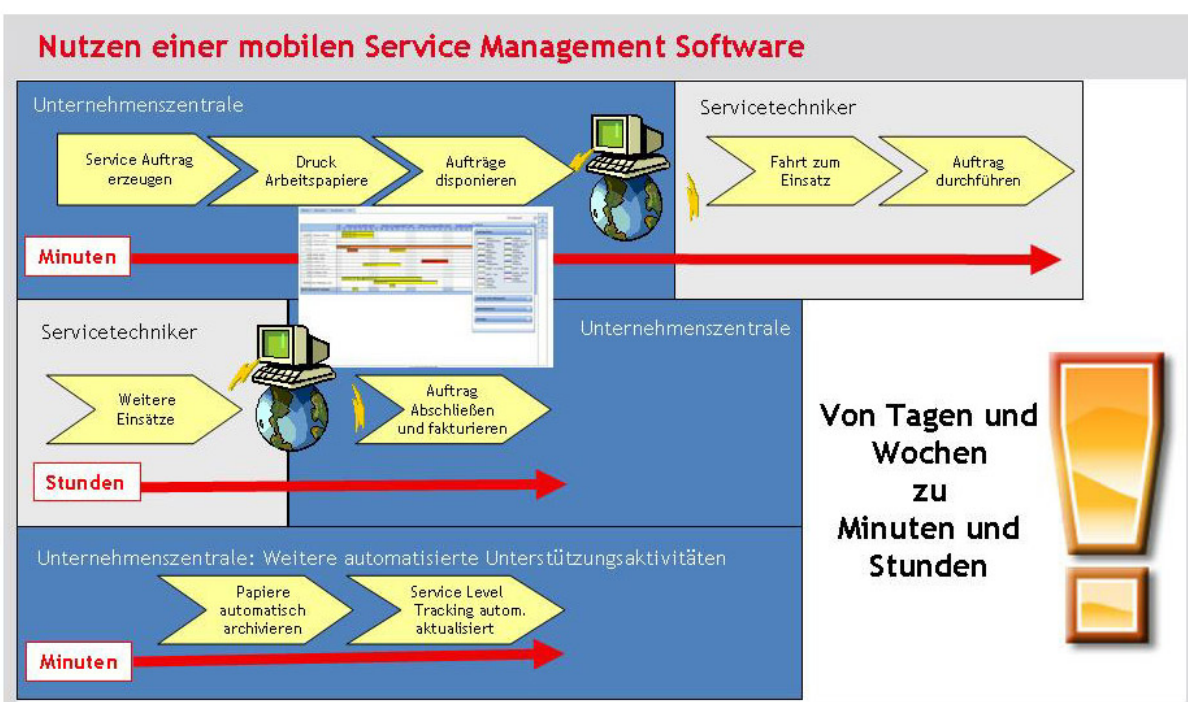 Nutzen einer mobilen Service Management Software
Unternehmenszentrale
Servicetechniker
Service Auftrag
erzeugen
Druck
Arbeitspapiere
Aufträge
disponieren
Fahrt zum
Einsatz
Auftrag
durchführen
Minuten
Servicetechniker
Unternehmenszentrale
Weitere
Einsätze
Auftrag
Abschließen
und fakturieren
Stunden
Von Tagen und
Wochen
zu
Minuten und
Stunden
Unternehmenszentrale: Weitere automatisierte Unterstützungsaktivitäten
Papiere
automatisch
archivieren
Service Level
Tracking autom.
aktualisiert
Minuten